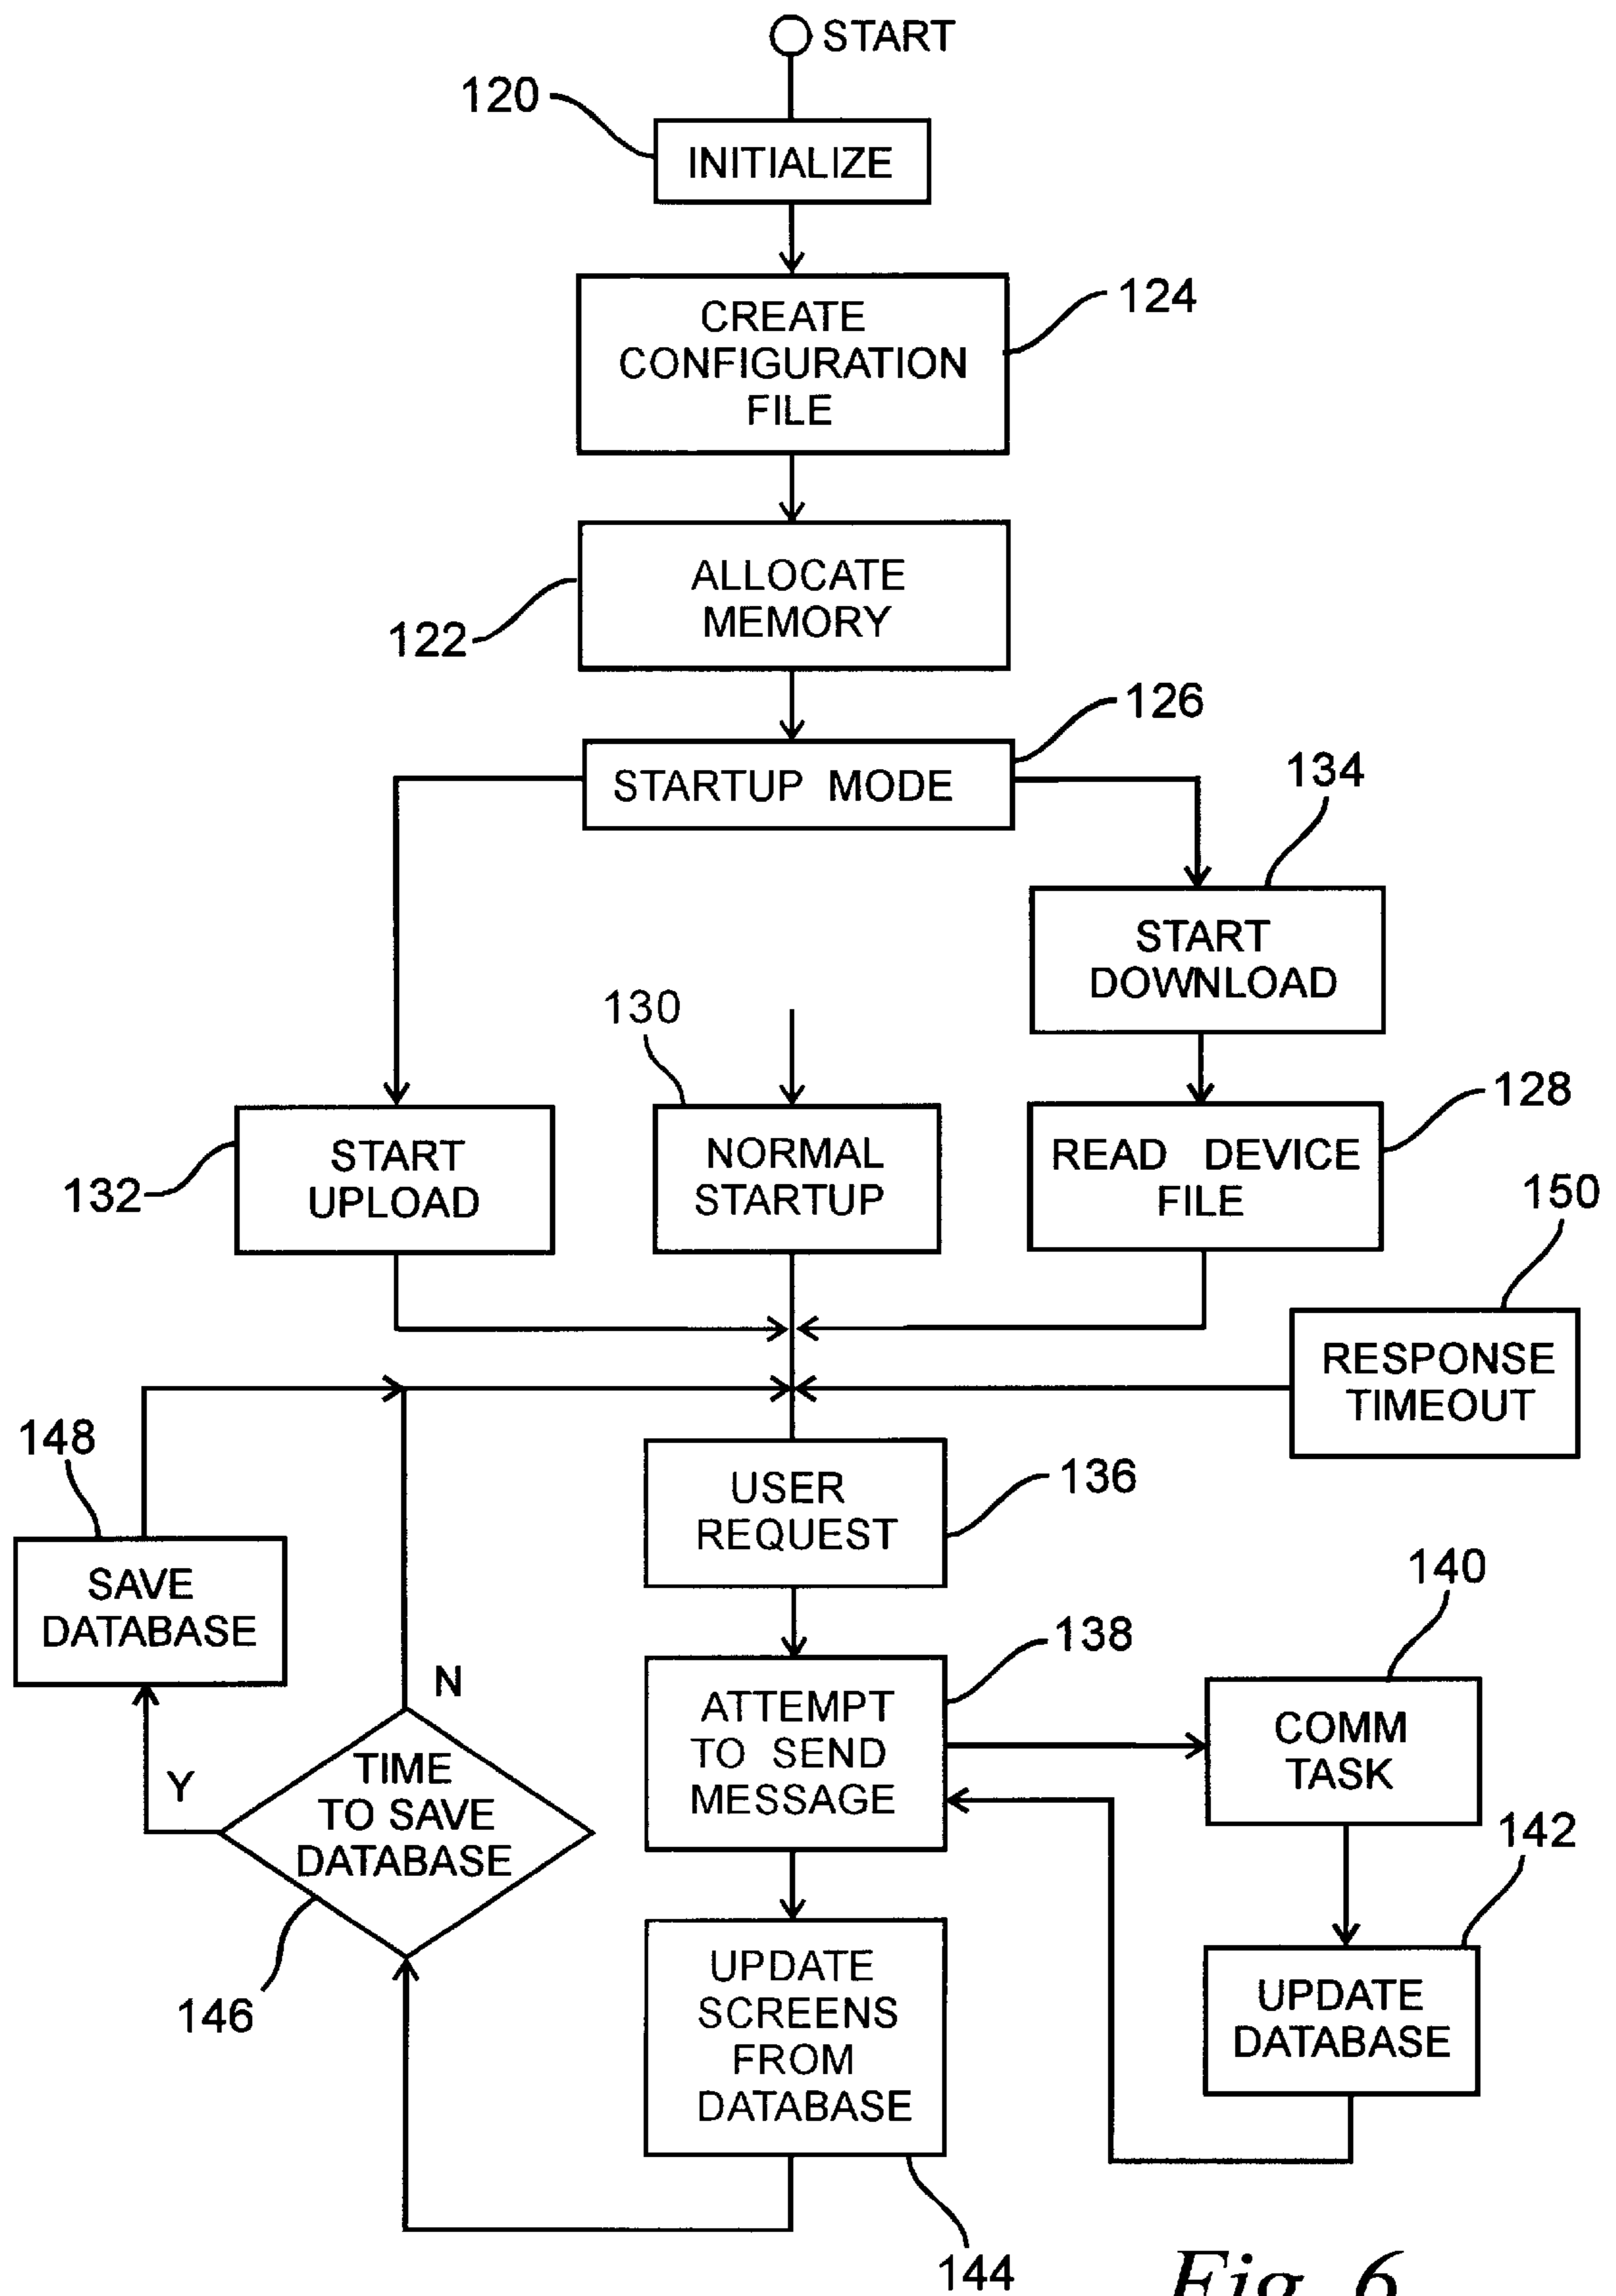 START
120
INITIALIZE
CREATE
CONFIGURATION
FILE
124
ALLOCATE
MEMORY
122
126
STARTUP MODE
134
START
DOWNLOAD
130
128
START
UPLOAD
132
NORMAL
STARTUP
READ DEVICE
FILE
150
RESPONSE
TIMEOUT
148
USER
REQUEST
136
SAVE
DATABASE
140
138
N
ATTEMPT
TO SEND
MESSAGE
COMM
TASK
Y
TIME
TO SAVE
DATABASE
142
146
UPDATE
SCREENS
FROM
DATABASE
UPDATE
DATABASE
144
Fig. 6